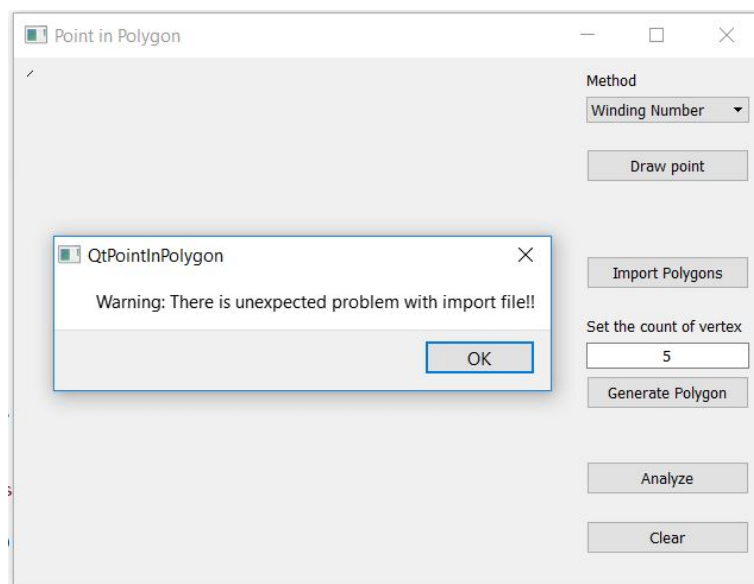 Point in Polygon
Method
Winding Number
Draw point
QtPointInPolygon
Warning: There is unexpected problem with import file!!
OK
Import Polygons
Set the count of vertex
5
Generate Polygon
Analyze
Clear